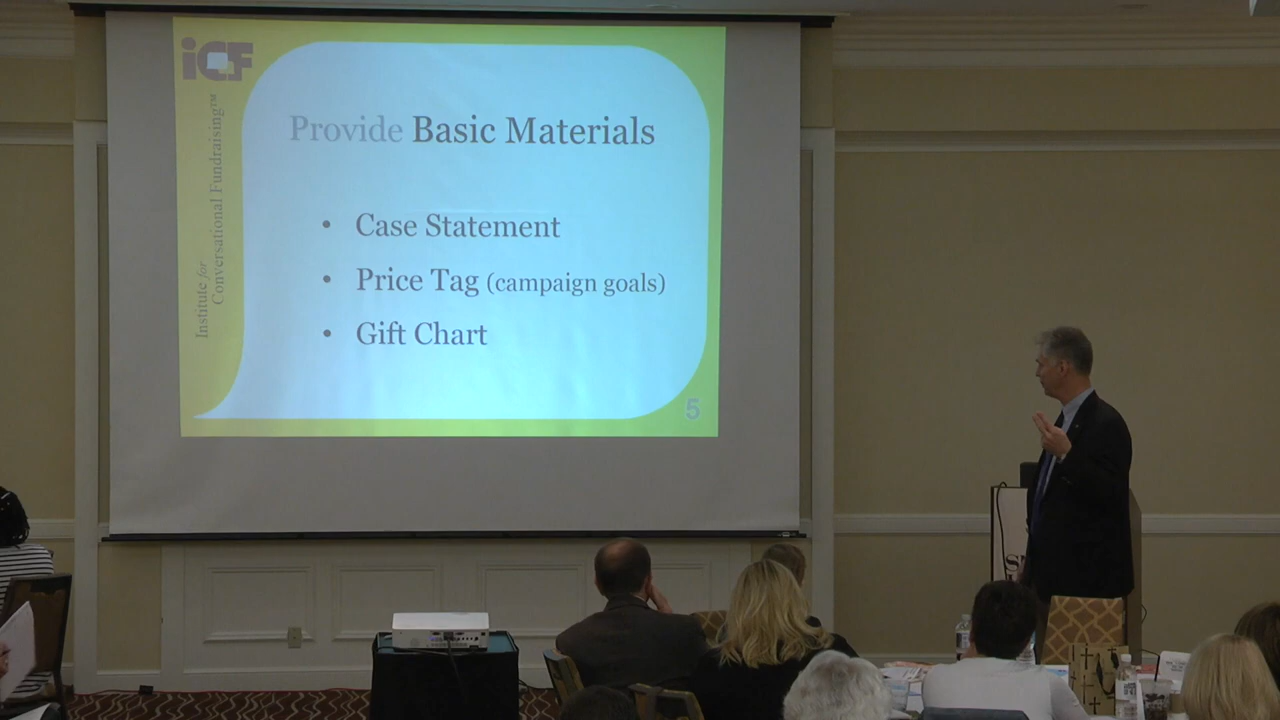 iCF
Institute for
Conversational Fundraising™
Provide Basic Materials
• Case Statement
• Price Tag (campaign goals)
• Gift Chart
5